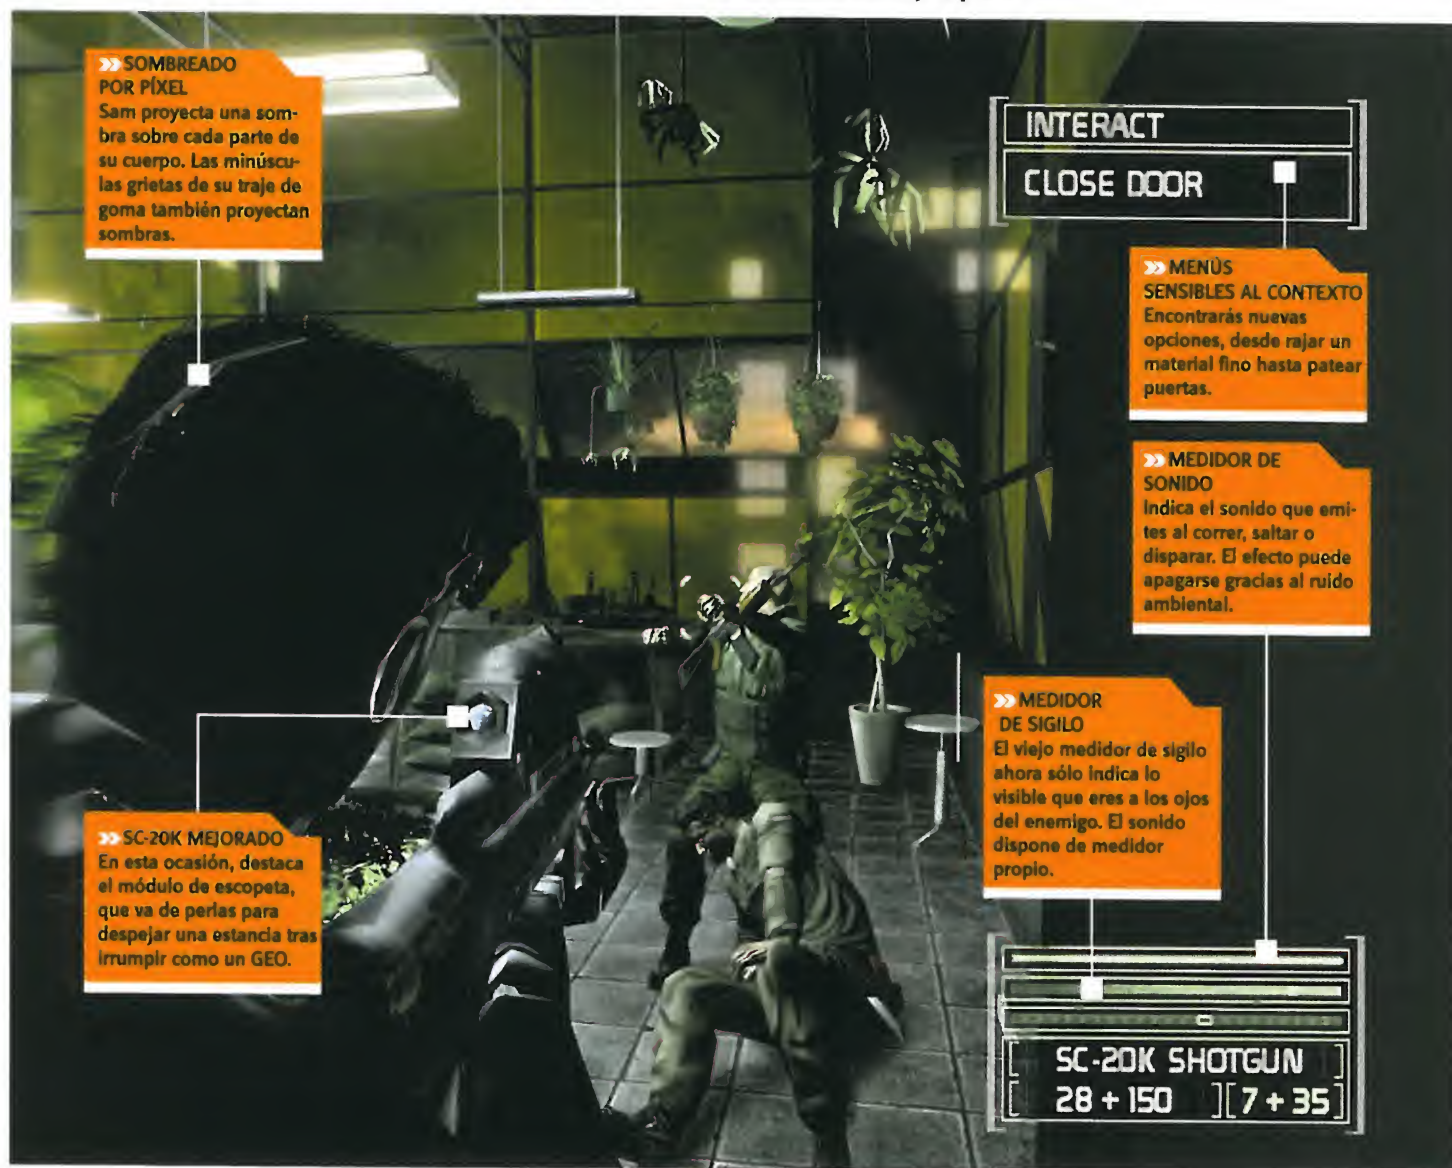 >> SOMBREADO
POR PÍXEL
Sam proyecta una som-
bra sobre cada parte de
su cuerpo. Las minúscu-
las grietas de su traje de
goma también proyectan
sombras.
INTERACT
CLOSE DOOR
>> MENÚS
SENSIBLES AL CONTEXTO
Encontrarás nuevas
opciones, desde rajar un
material fino hasta patear
puertas.
>> MEDIDOR DE
SONIDO
Indica el sonido que emi-
tes al correr, saltar o
disparar. El efecto puede
apagarse gracias al ruido
ambiental.
>> MEDIDOR
DE SIGILO
El viejo medidor de sigilo
ahora sólo indica lo
visible que eres a los ojos
del enemigo. El sonido
dispone de medidor
propio.
>> SC-20K MEJORADO
En esta ocasión, destaca
el módulo de escopeta,
que va de perlas para
despejar una estancia tras
irrumpir como un GEO.
SC-20K SHOTGUN
28 + 150 7 + 35